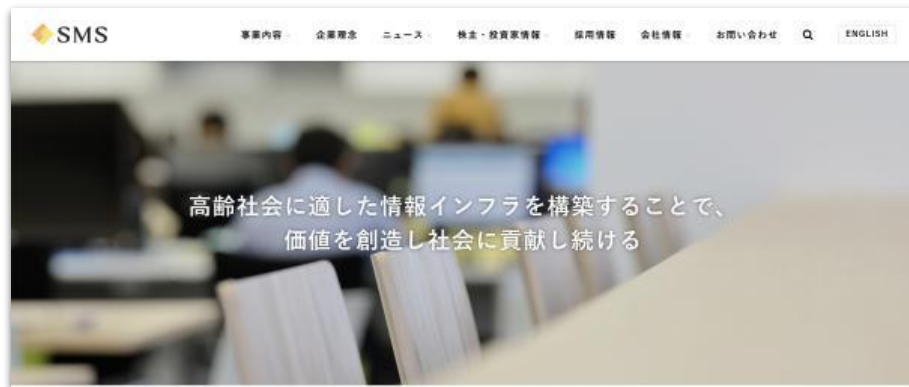 SMS
事業内容
企業理念
ニュース
株主・投資家情報
採用情報
会社情報
お問い合わせ
ENGLISH
高齢社会に適した情報インフラを構築することで、
価値を創造し社会に貢献し続ける